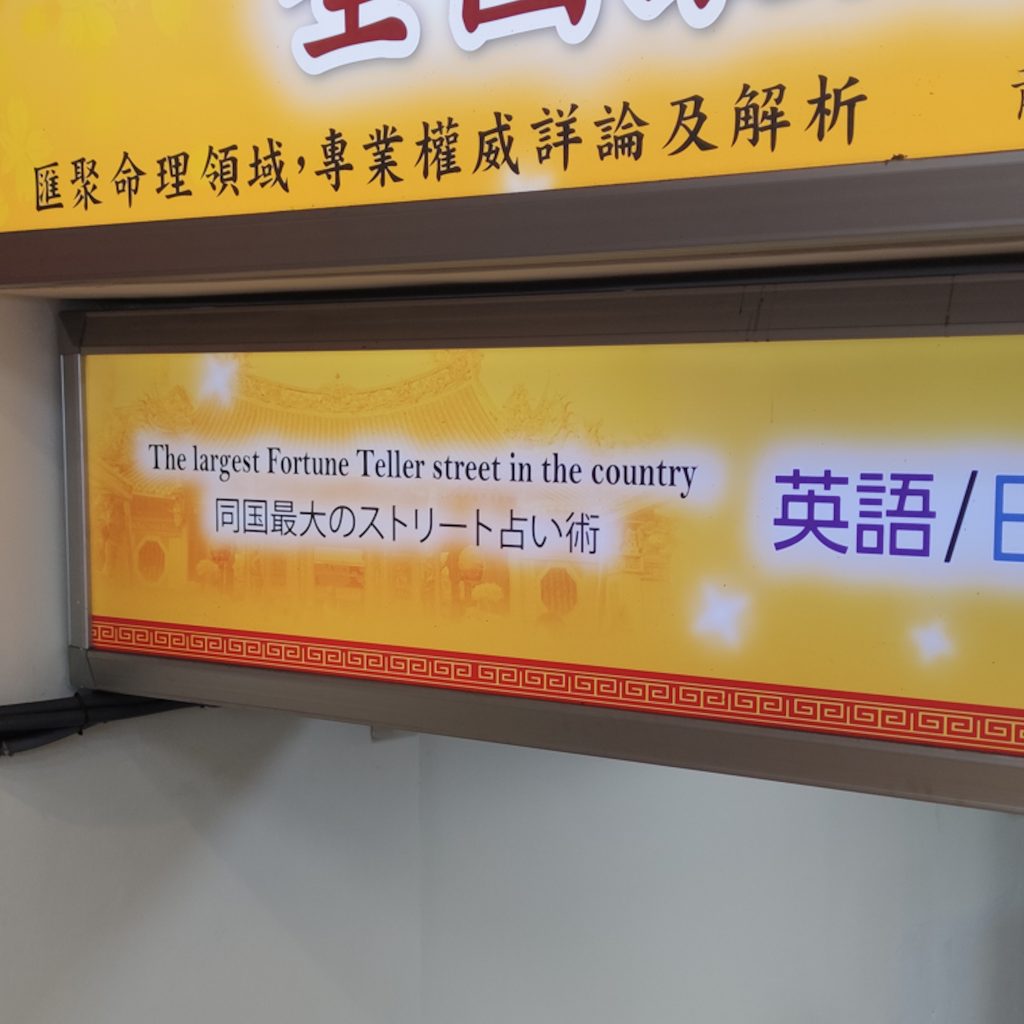 匯聚命理領域,專業權威詳論及解析
The largest Fortune Teller street in the country
同国最大のストリート占い術
英語/